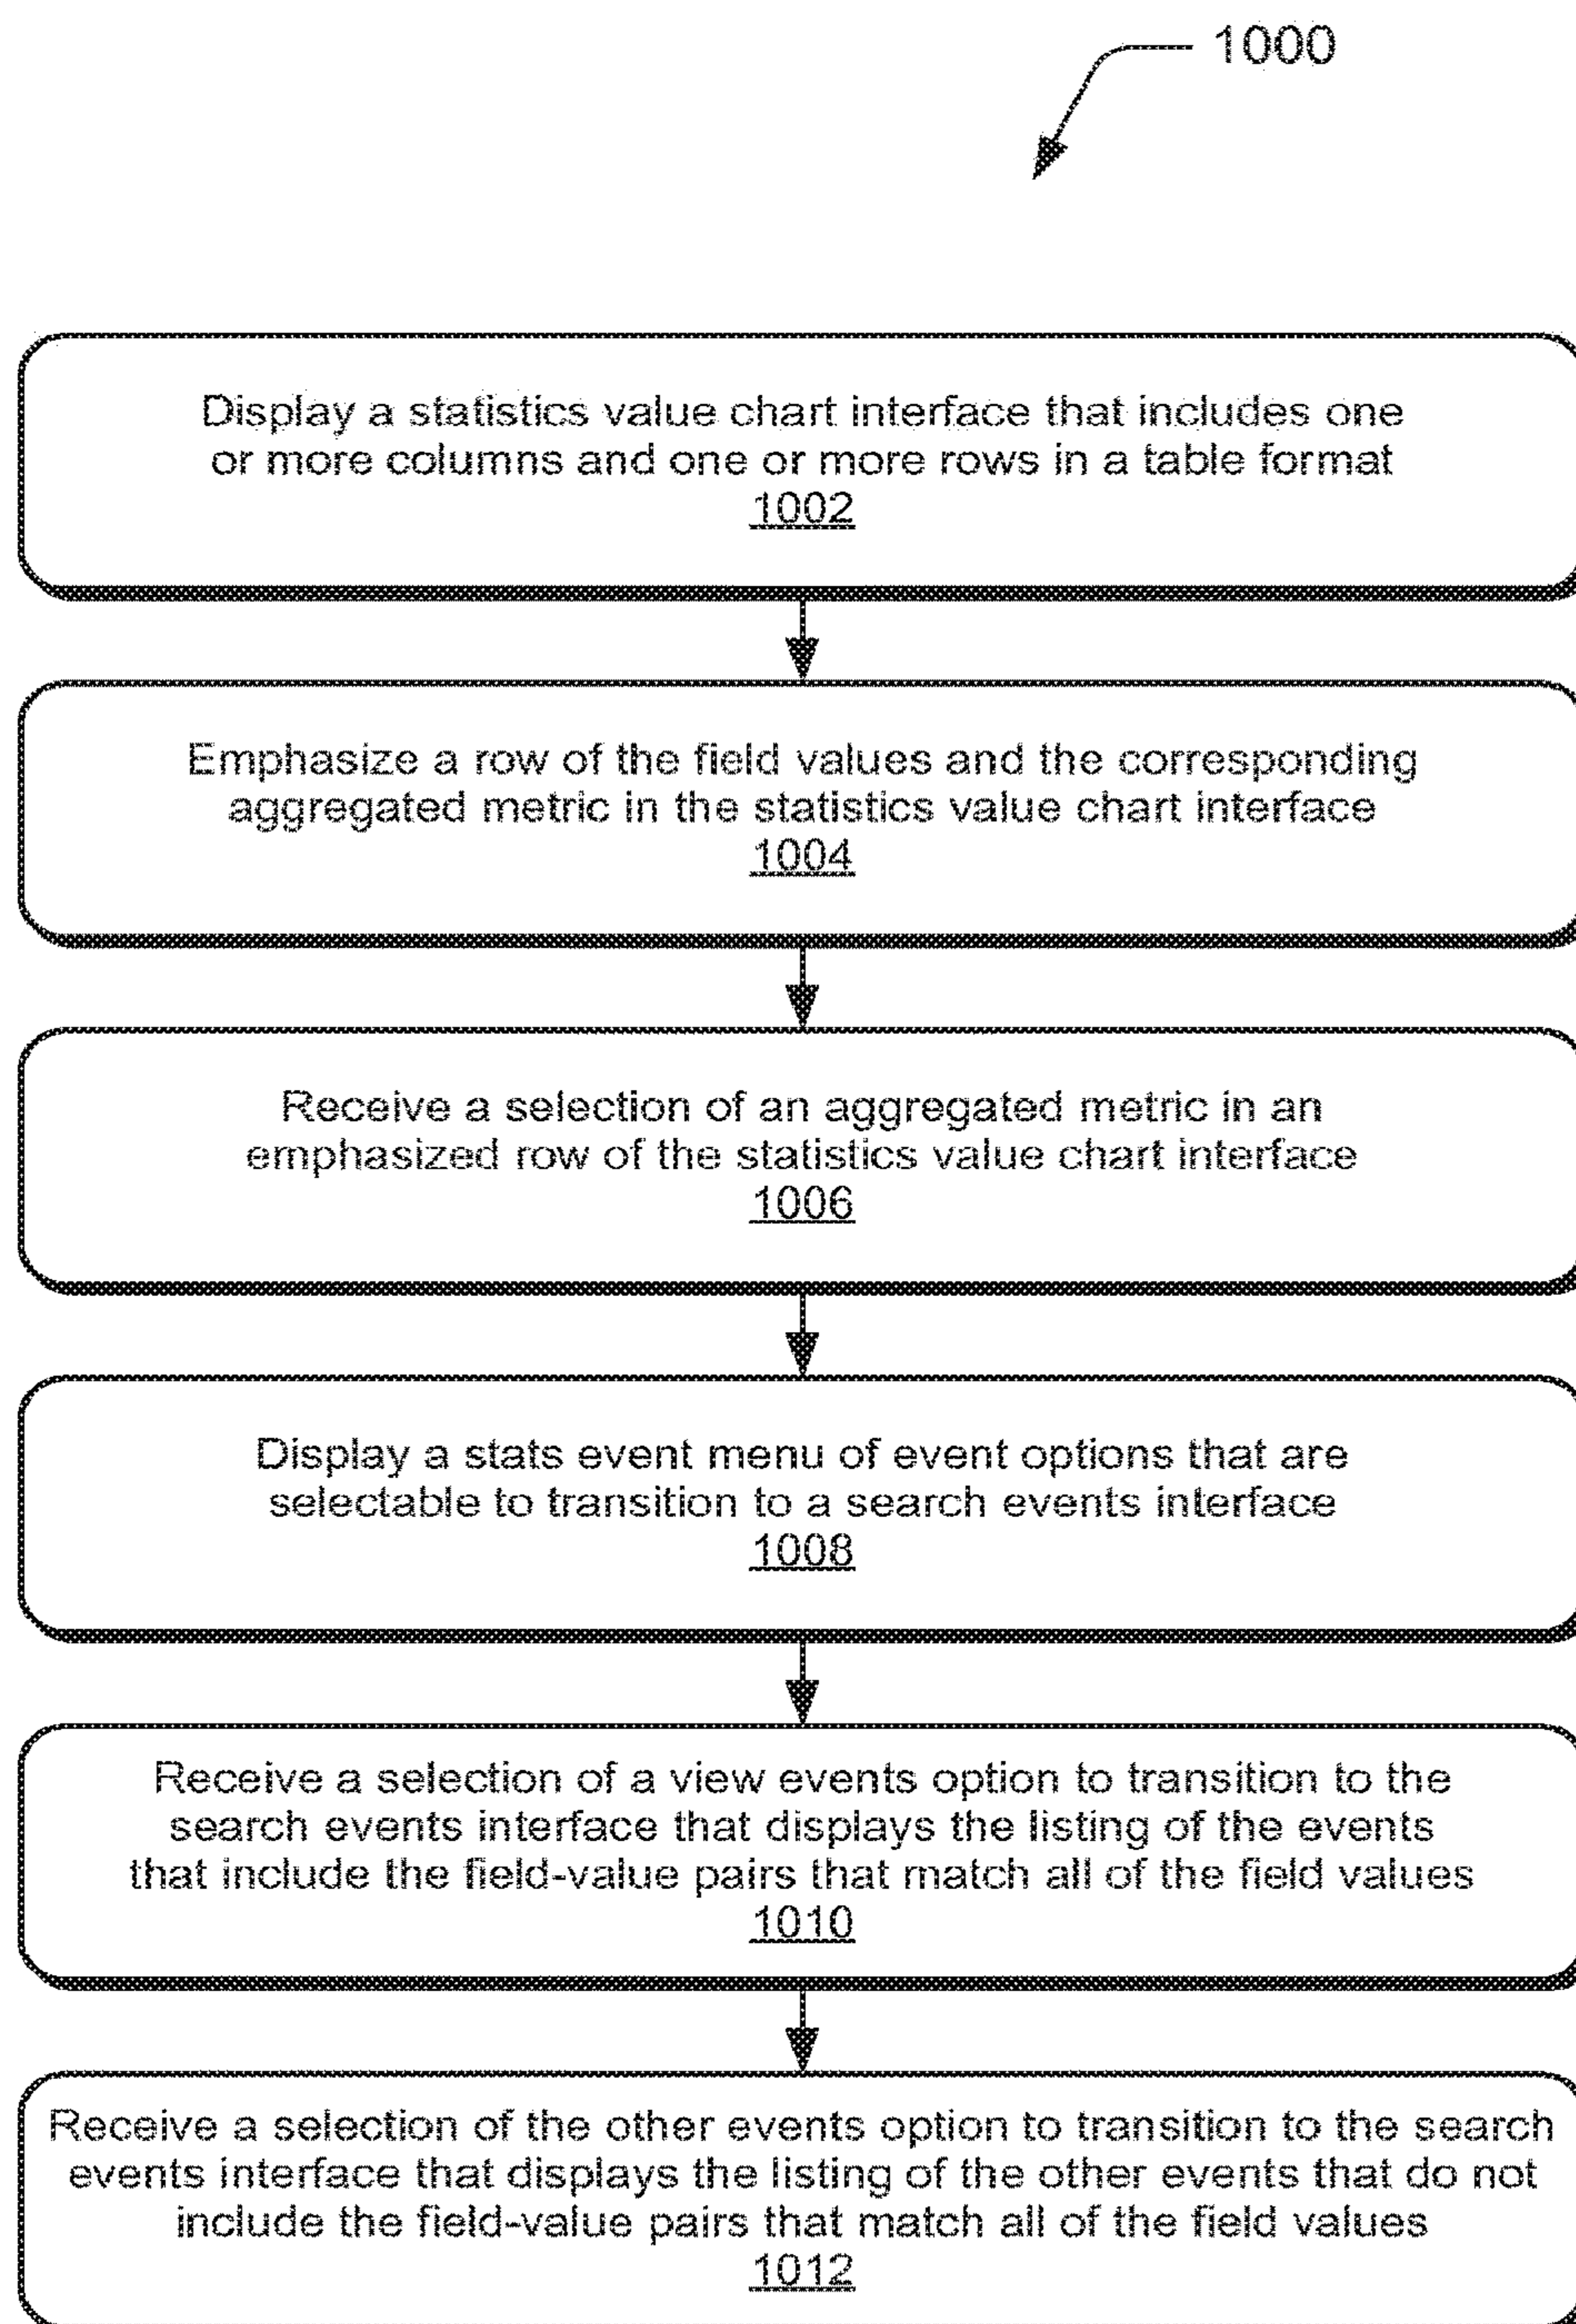 1000
Display a statistics value chart interface that includes one
or more columns and one or more rows in a table format
1002
Emphasize a row of the field values and the corresponding
aggregated metric in the statistics value chart interface
1004
Receive a selection of an aggregated metric in an
emphasized row of the statistics value chart interface
1006
Display a stats event menu of event options that are
selectable to transition to a search events interface
1008
Receive a selection of a view events option to transition to the
search events interface that displays the listing of the events
that include the field-value pairs that match all of the field values
1010
Receive a selection of the other events option to transition to the search
events interface that displays the listing of the other events that do not
include the field-value pairs that match all of the field values
1012